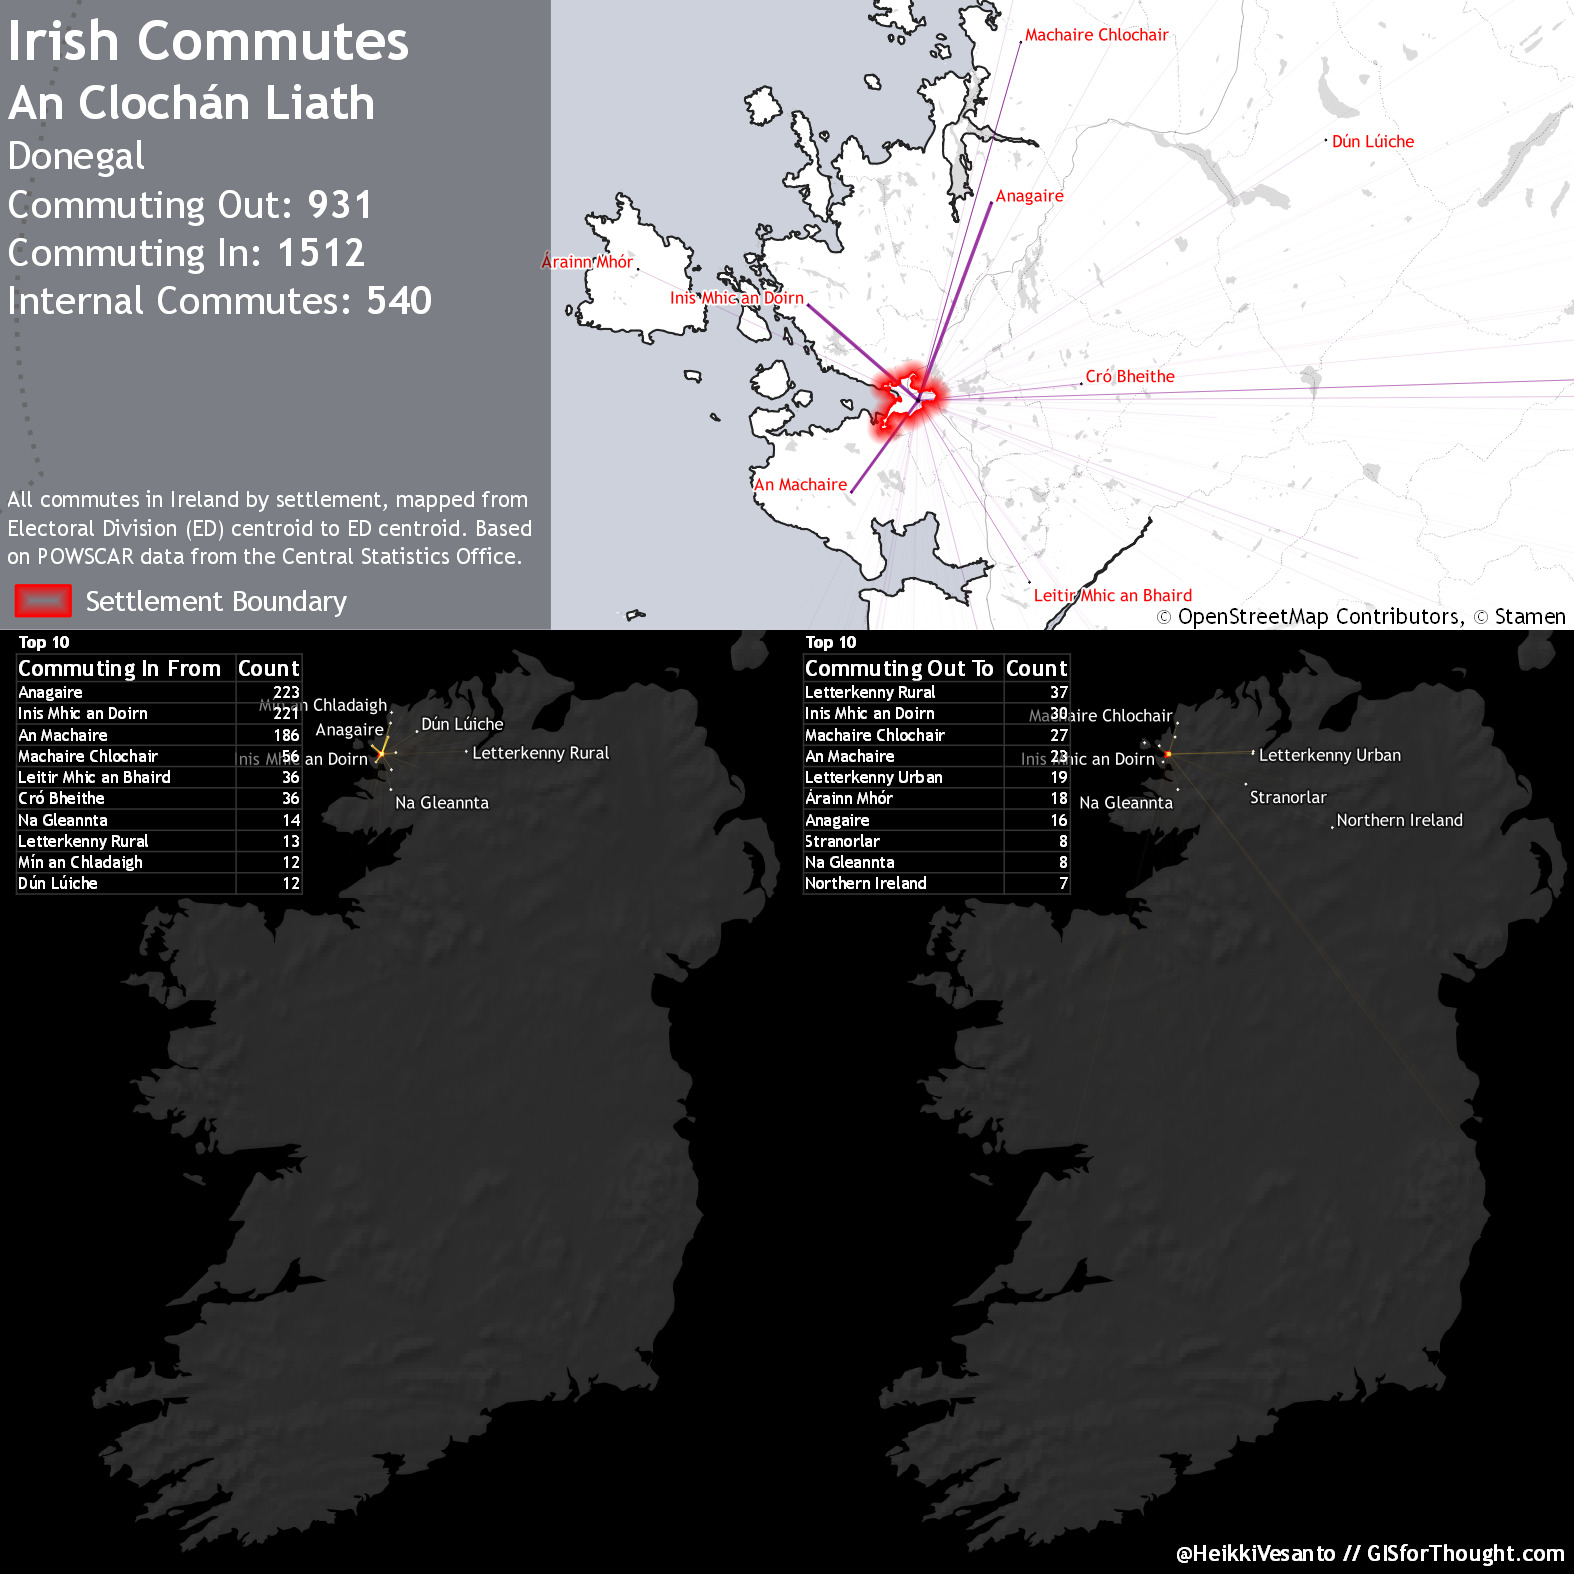 Irish Commutes
An Clochán Liath
Donegal
Commuting Out: 931
Commuting In: 1512
Internal Commutes: 540
All commutes in Ireland by settlement, mapped from
Electoral Division (ED) centroid to ED centroid. Based
on POWSCAR data from the Central Statistics Office.
Settlement Boundary
Machaire Chlochair
Dún Lúiche
Anagaire
Árainn Mhór
Inis Mhic an Doirn
Cró Bheithe
An Machaire
Leitir Mhic an Bhaird
© OpenStreetMap Contributors, © Stamen
Top 10
Commuting In From Count
Anagaire 223
Inis Mhic an Doirn 221
An Machaire 186
Machaire Chlochair 56
Leitir Mhic an Bhaird 36
Cró Bheithe 36
Na Gleannta 14
Letterkenny Rural 13
Mín an Chladaigh 12
Dún Lúiche 12
Mín an Chladaigh
Anagaire
Dún Lúiche
Inis Mhic an Doirn
Letterkenny Rural
Na Gleannta
Top 10
Commuting Out To Count
Letterkenny Rural 37
Inis Mhic an Doirn 30
Machaire Chlochair 27
An Machaire 23
Letterkenny Urban 19
Árainn Mhór 18
Anagaire 16
Stranorlar 8
Na Gleannta 8
Northern Ireland 7
Machaire Chlochair
Inis Mhic an Doirn
Letterkenny Urban
Na Gleannta
Stranorlar
Northern Ireland
@HeikkiVesanto // GISforThought.com